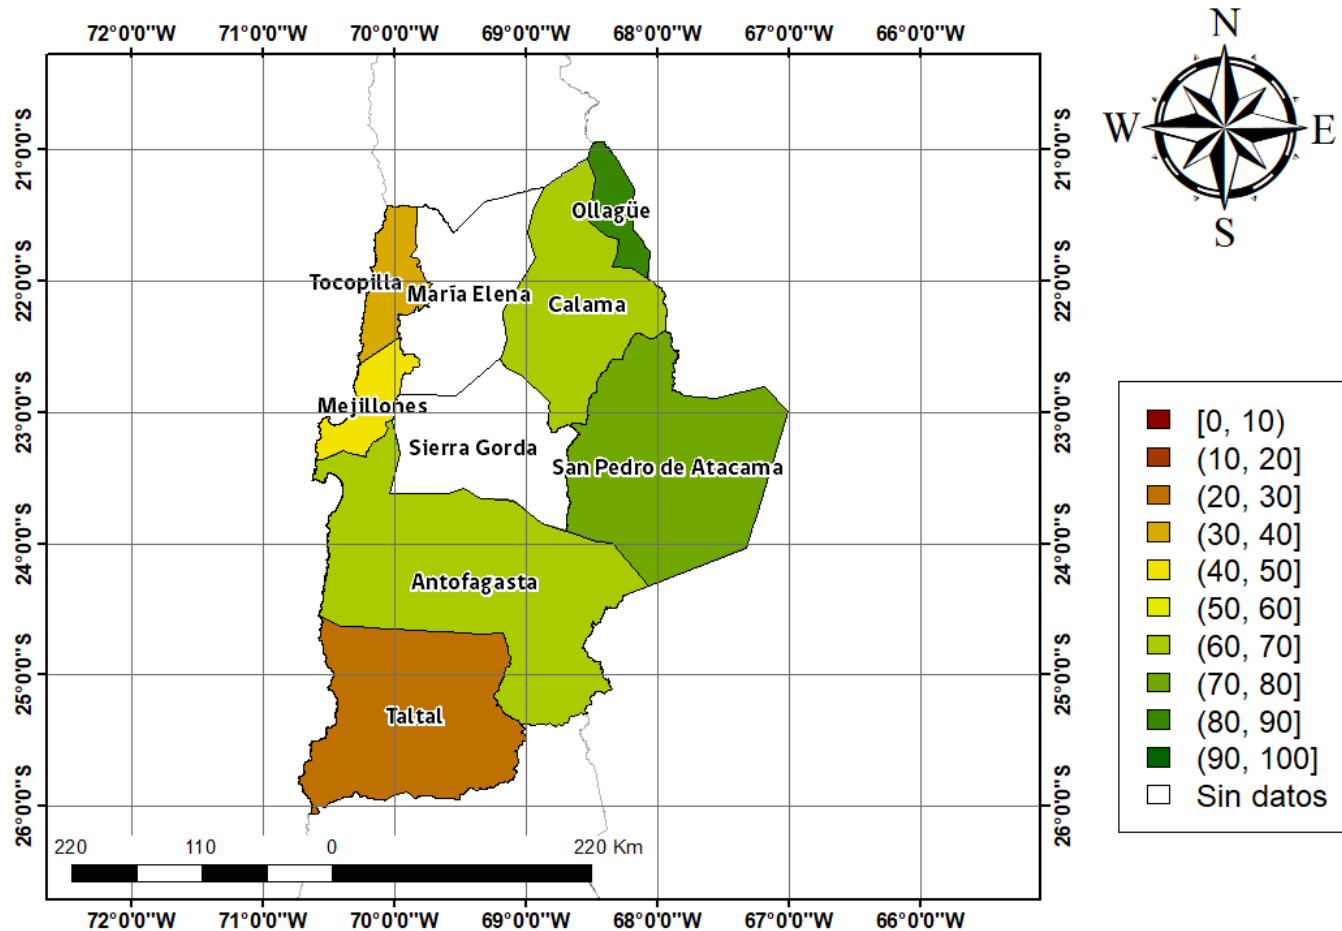 72°0'0"W 71°0'0"W 70°0'0"W 69°0'0"W 68°0'0"W 67°0'0"W 66°0'0"W
N
W E
S
21°0'0"S 21°0'0"S
Ollagüe
Tocopilla
22°0'0"S 22°0'0"S
María Elena
Calama
Mejillones
23°0'0"S 23°0'0"S
Sierra Gorda
San Pedro de Atacama
24°0'0"S 24°0'0"S
Antofagasta
25°0'0"S 25°0'0"S
Taltal
26°0'0"S 26°0'0"S
220 110 0 220 Km
72°0'0"W 71°0'0"W 70°0'0"W 69°0'0"W 68°0'0"W 67°0'0"W 66°0'0"W
[0, 10)
(10, 20]
(20, 30]
(30, 40]
(40, 50]
(50, 60]
(60, 70]
(70, 80]
(80, 90]
(90, 100]
Sin datos